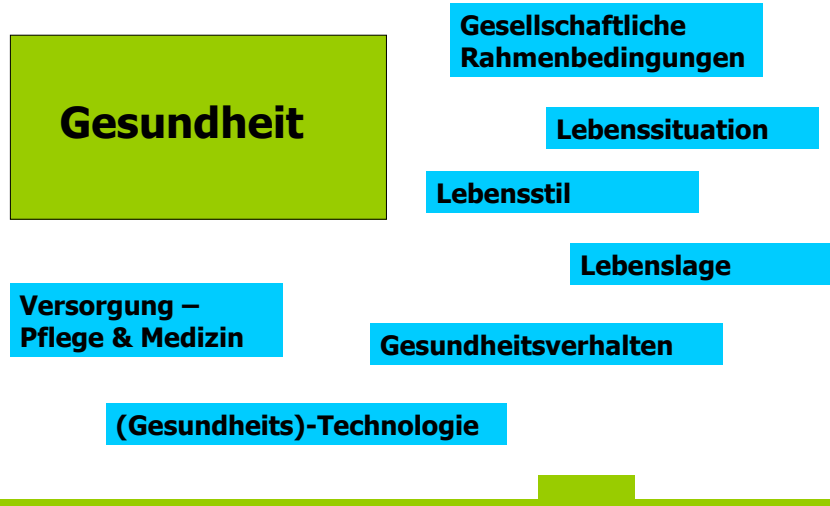 Gesundheit
Gesellschaftliche
Rahmenbedingungen
Lebenssituation
Lebensstil
Lebenslage
Versorgung –
Pflege & Medizin
Gesundheitsverhalten
(Gesundheits)-Technologie